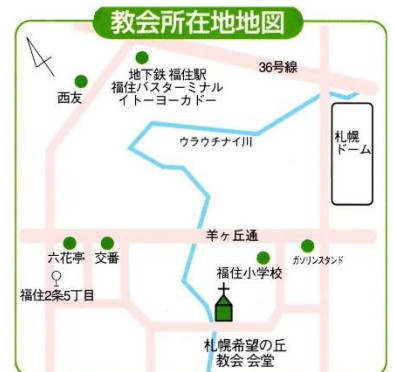 教会所在地地図
36号線
地下鉄 福住駅
福住バスターミナル
イトーヨーカドー
西友
ウラウチナイ川
札幌
ドーム
羊ヶ丘通
六花亭
交番
福住小学校
ガソリンスタンド
福住2条5丁目
札幌希望の丘
教会 会堂